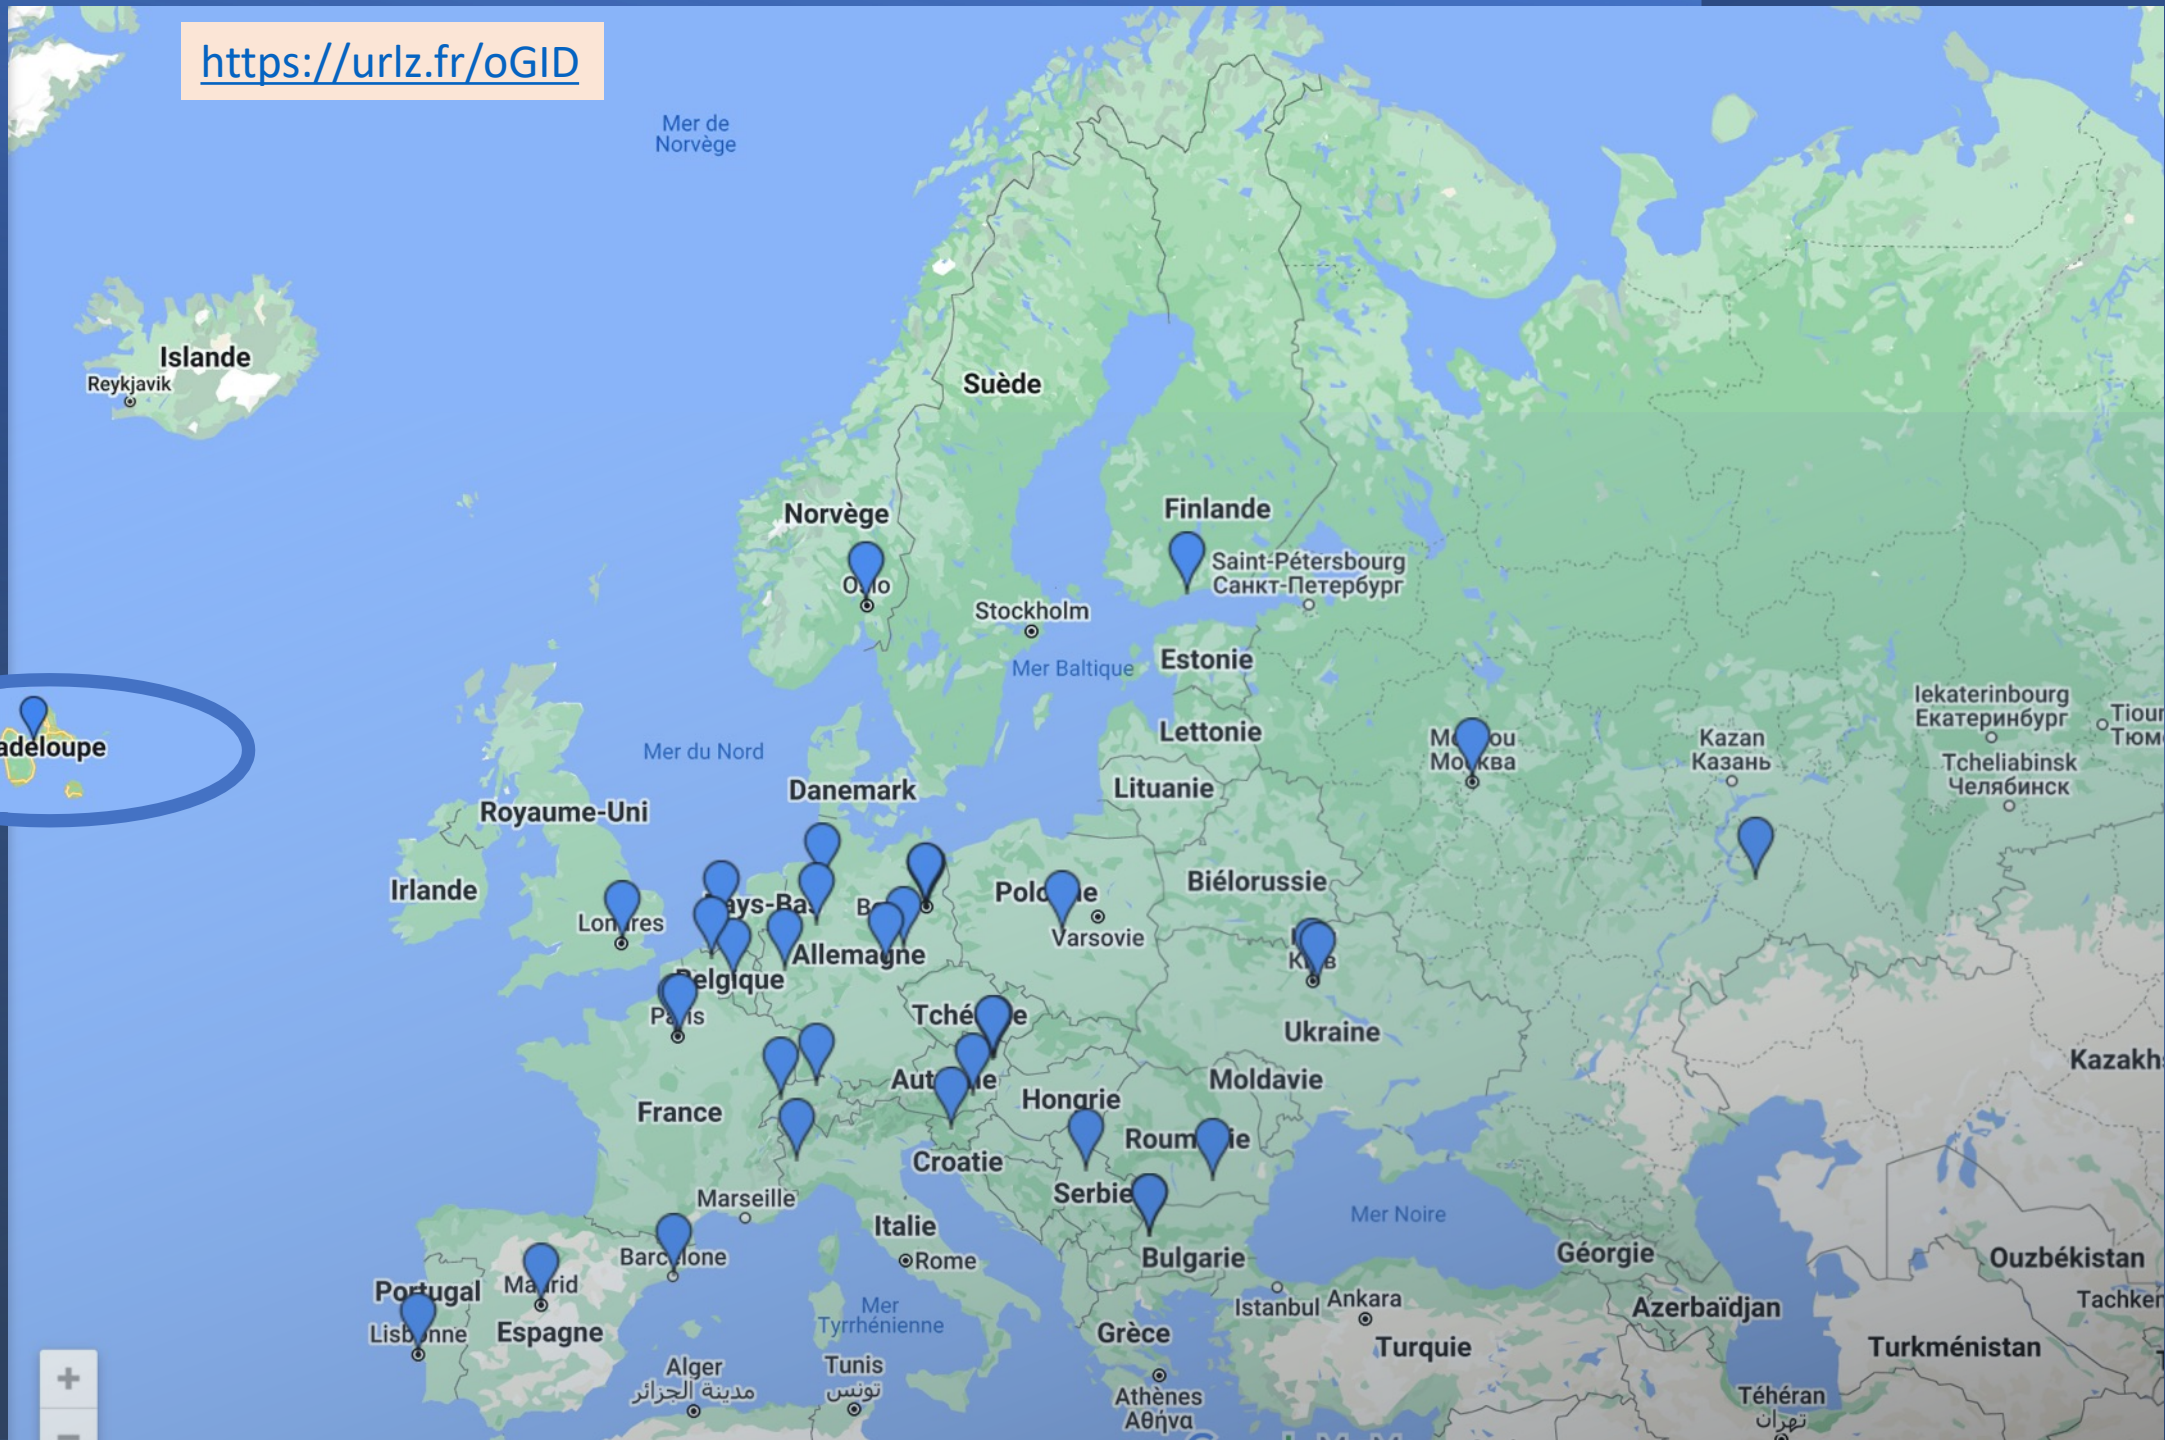 https://urlz.fr/oGID
Mer de
Norvège
Islande
Reykjavik
Suède
Norvège
Finlande
Saint-Pétersbourg
Санкт-Петербург
Stockholm
Mer Baltique
Estonie
Iekaterinbourg
Екатеринбург
adeloupe
Mer du Nord
Lettonie
Kazan
Казань
Tcheliabinsk
Челябинск
Danemark
Lituanie
Royaume-Uni
Irlande
Biélorussie
Varsovie
Allemagne
Ukraine
Moldavie
Kazakh
France
Hongrie
Croatie
Serbie
Marseille
Italie
Rome
Mer Noire
Bulgarie
Géorgie
Ouzbékistan
Portugal
Espagne
Mer
Tyrrhénienne
Istanbul
Ankara
Azerbaïdjan
Tachken
Grèce
Turquie
Turkménistan
Alger
مدينة الجزائر
Tunis
تونس
Athènes
Αθήνα
Téhéran
تهران